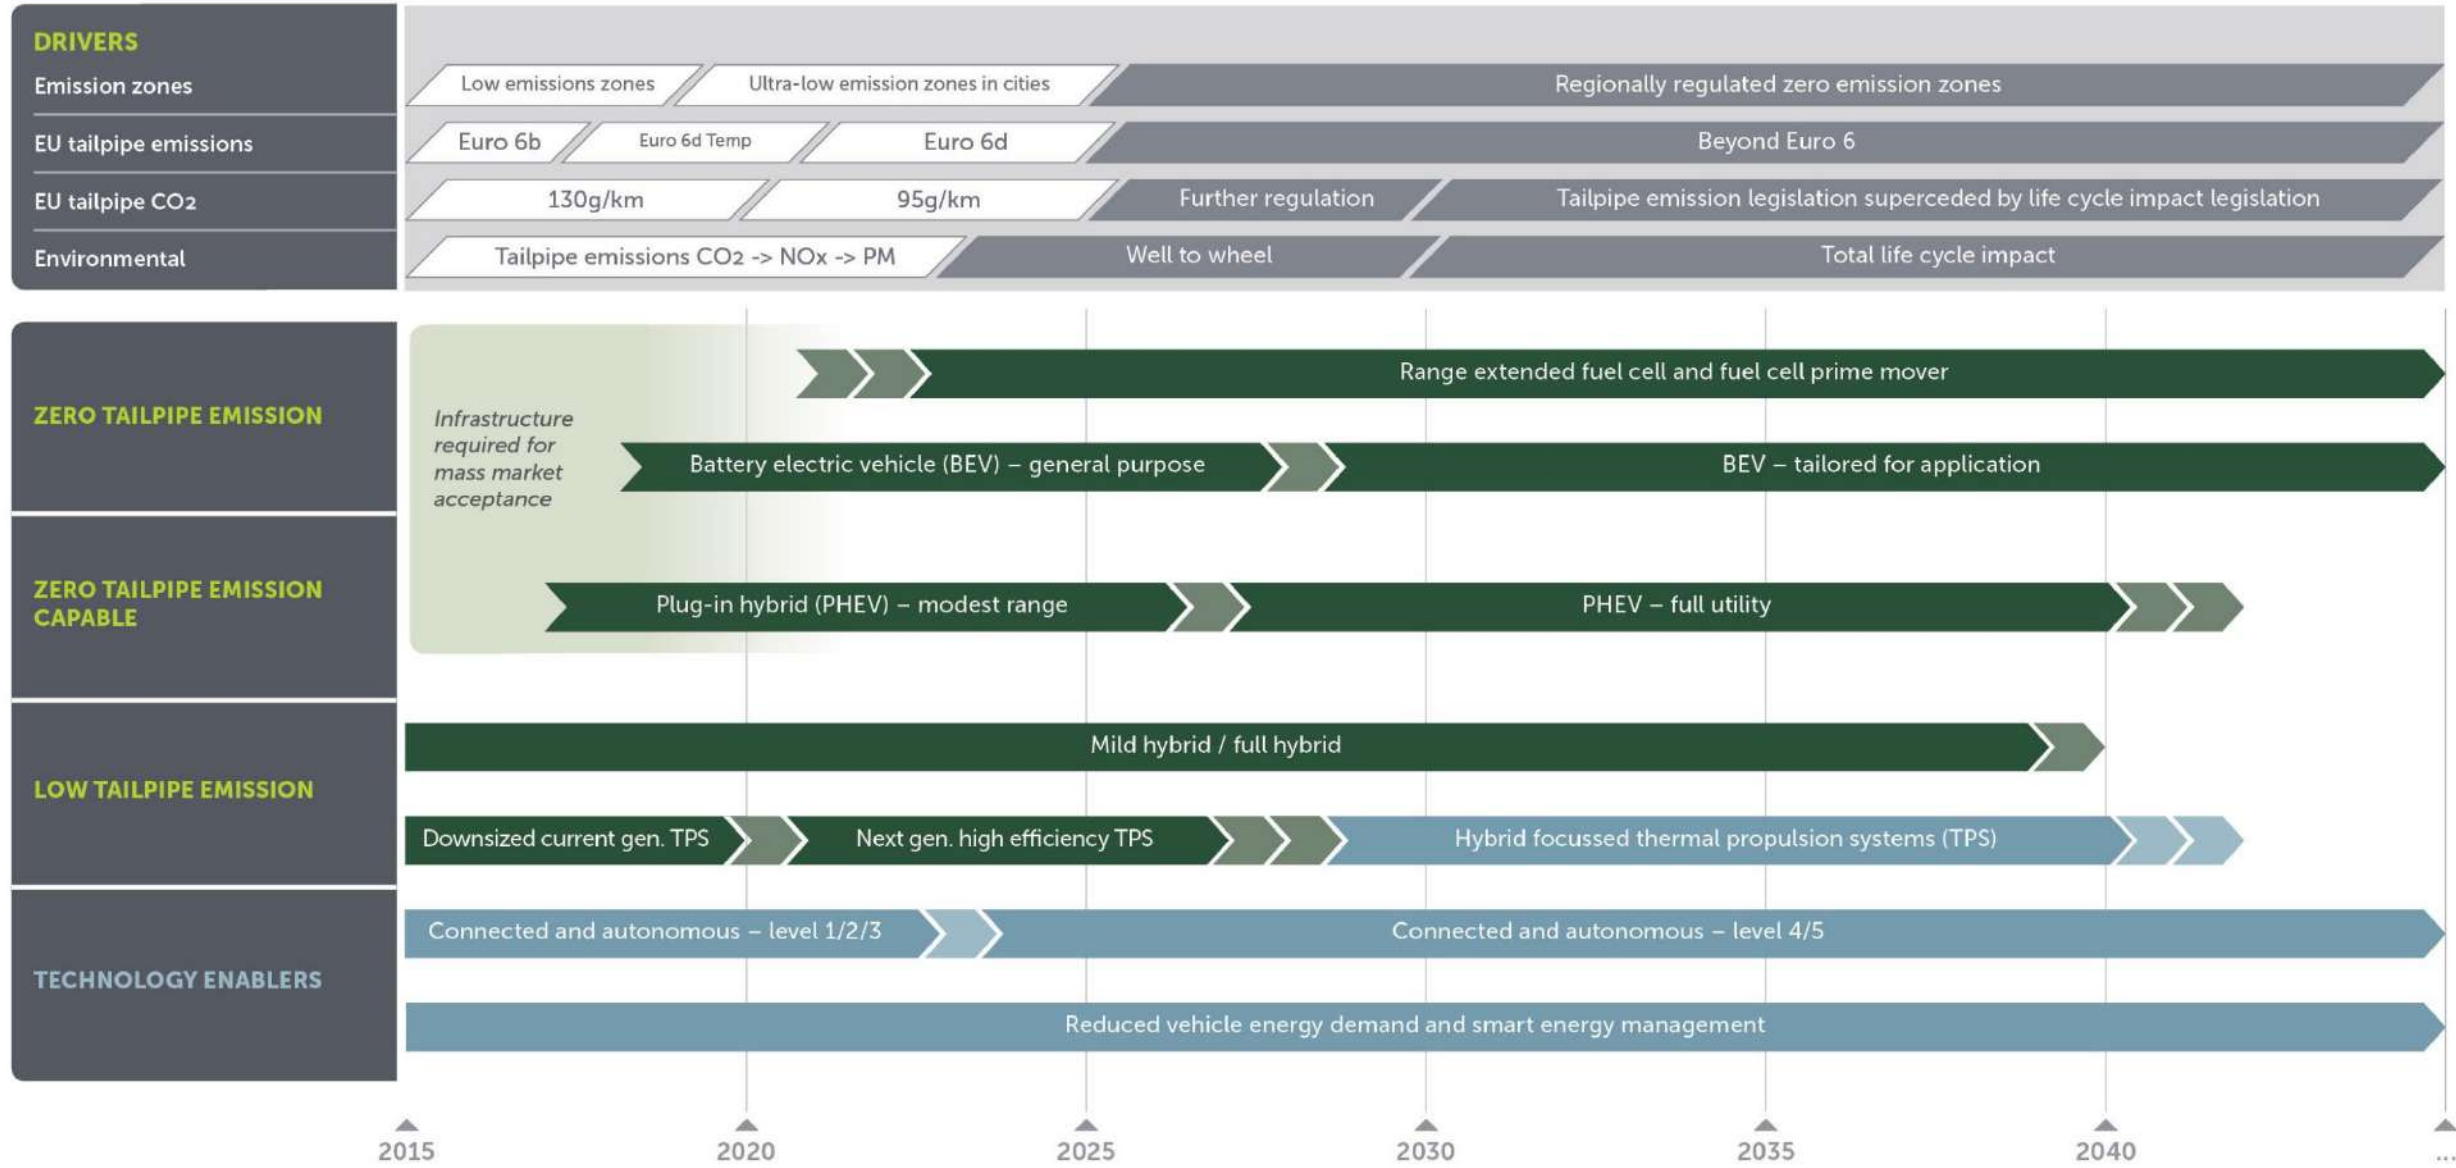 DRIVERS
Emission zones
Low emissions zones
Ultra-low emission zones in cities
Regionally regulated zero emission zones
EU tailpipe emissions
Euro 6b
Euro 6d Temp
Euro 6d
Beyond Euro 6
EU tailpipe CO2
130g/km
95g/km
Further regulation
Tailpipe emission legislation superceded by life cycle impact legislation
Environmental
Tailpipe emissions CO2 -> NOx -> PM
Well to wheel
Total life cycle impact
ZERO TAILPIPE EMISSION
Infrastructure
required for
mass market
acceptance
Range extended fuel cell and fuel cell prime mover
Battery electric vehicle (BEV) – general purpose
BEV – tailored for application
ZERO TAILPIPE EMISSION
CAPABLE
Plug-in hybrid (PHEV) – modest range
PHEV – full utility
LOW TAILPIPE EMISSION
Mild hybrid / full hybrid
Downsized current gen. TPS
Next gen. high efficiency TPS
Hybrid focussed thermal propulsion systems (TPS)
TECHNOLOGY ENABLERS
Connected and autonomous – level 1/2/3
Connected and autonomous – level 4/5
Reduced vehicle energy demand and smart energy management
2015
2020
2025
2030
2035
2040
...